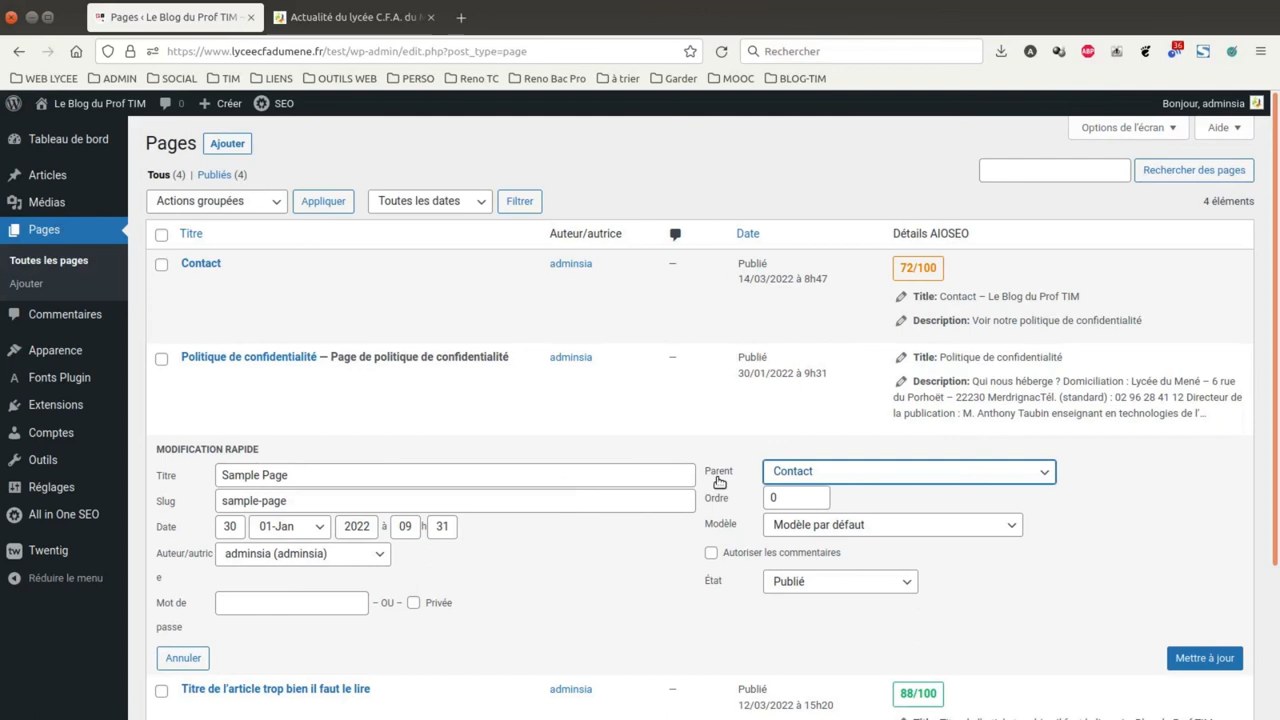 Pages ‹ Le Blog du Prof TIM –
Actualité du lycée C.F.A. du
https://www.lyceecfadumene.fr/test/wp-admin/edit.php?post_type=page
Rechercher
A
ABP
36
S
WEB LYCEE
ADMIN
SOCIAL
TIM
LIENS
OUTILS WEB
PERSO
Reno TC
Reno Bac Pro
à trier
Garder
MOOC
BLOG-TIM
Le Blog du Prof TIM
0
Créer
SEO
Bonjour, adminsia
Tableau de bord
Articles
Médias
Pages
Toutes les pages
Ajouter
Commentaires
Apparence
Fonts Plugin
Extensions
Comptes
Outils
Réglages
All in One SEO
tw Twentig
Réduire le menu
Options de l’écran
Aide
Pages
Ajouter
Tous (4) | Publiés (4)
Rechercher des pages
Actions groupées
Appliquer
Toutes les dates
Filtrer
4 éléments
Titre
Auteur/autrice
Date
Détails AIOSEO
Contact
adminsia
—
Publié
14/03/2022 à 8h47
72/100
Title: Contact – Le Blog du Prof TIM
Description: Voir notre politique de confidentialité
Politique de confidentialité — Page de politique de confidentialité
adminsia
—
Publié
30/01/2022 à 9h31
Title: Politique de confidentialité
Description: Qui nous héberge ? Domiciliation : Lycée du Mené – 6 rue
du Porhoët – 22230 MerdrignacTél. (standard) : 02 96 28 41 12 Directeur de
la publication : M. Anthony Taubin enseignant en technologies de l’…
MODIFICATION RAPIDE
Titre
Sample Page
Slug
sample-page
Date
30
01-Jan
2022
à
09
h
31
Auteur/autric
e
adminsia (adminsia)
Mot de
passe
– OU –
Privée
Parent
Contact
Ordre
0
Modèle
Modèle par défaut
Autoriser les commentaires
État
Publié
Annuler
Mettre à jour
Titre de l’article trop bien il faut le lire
adminsia
—
Publié
12/03/2022 à 15h20
88/100